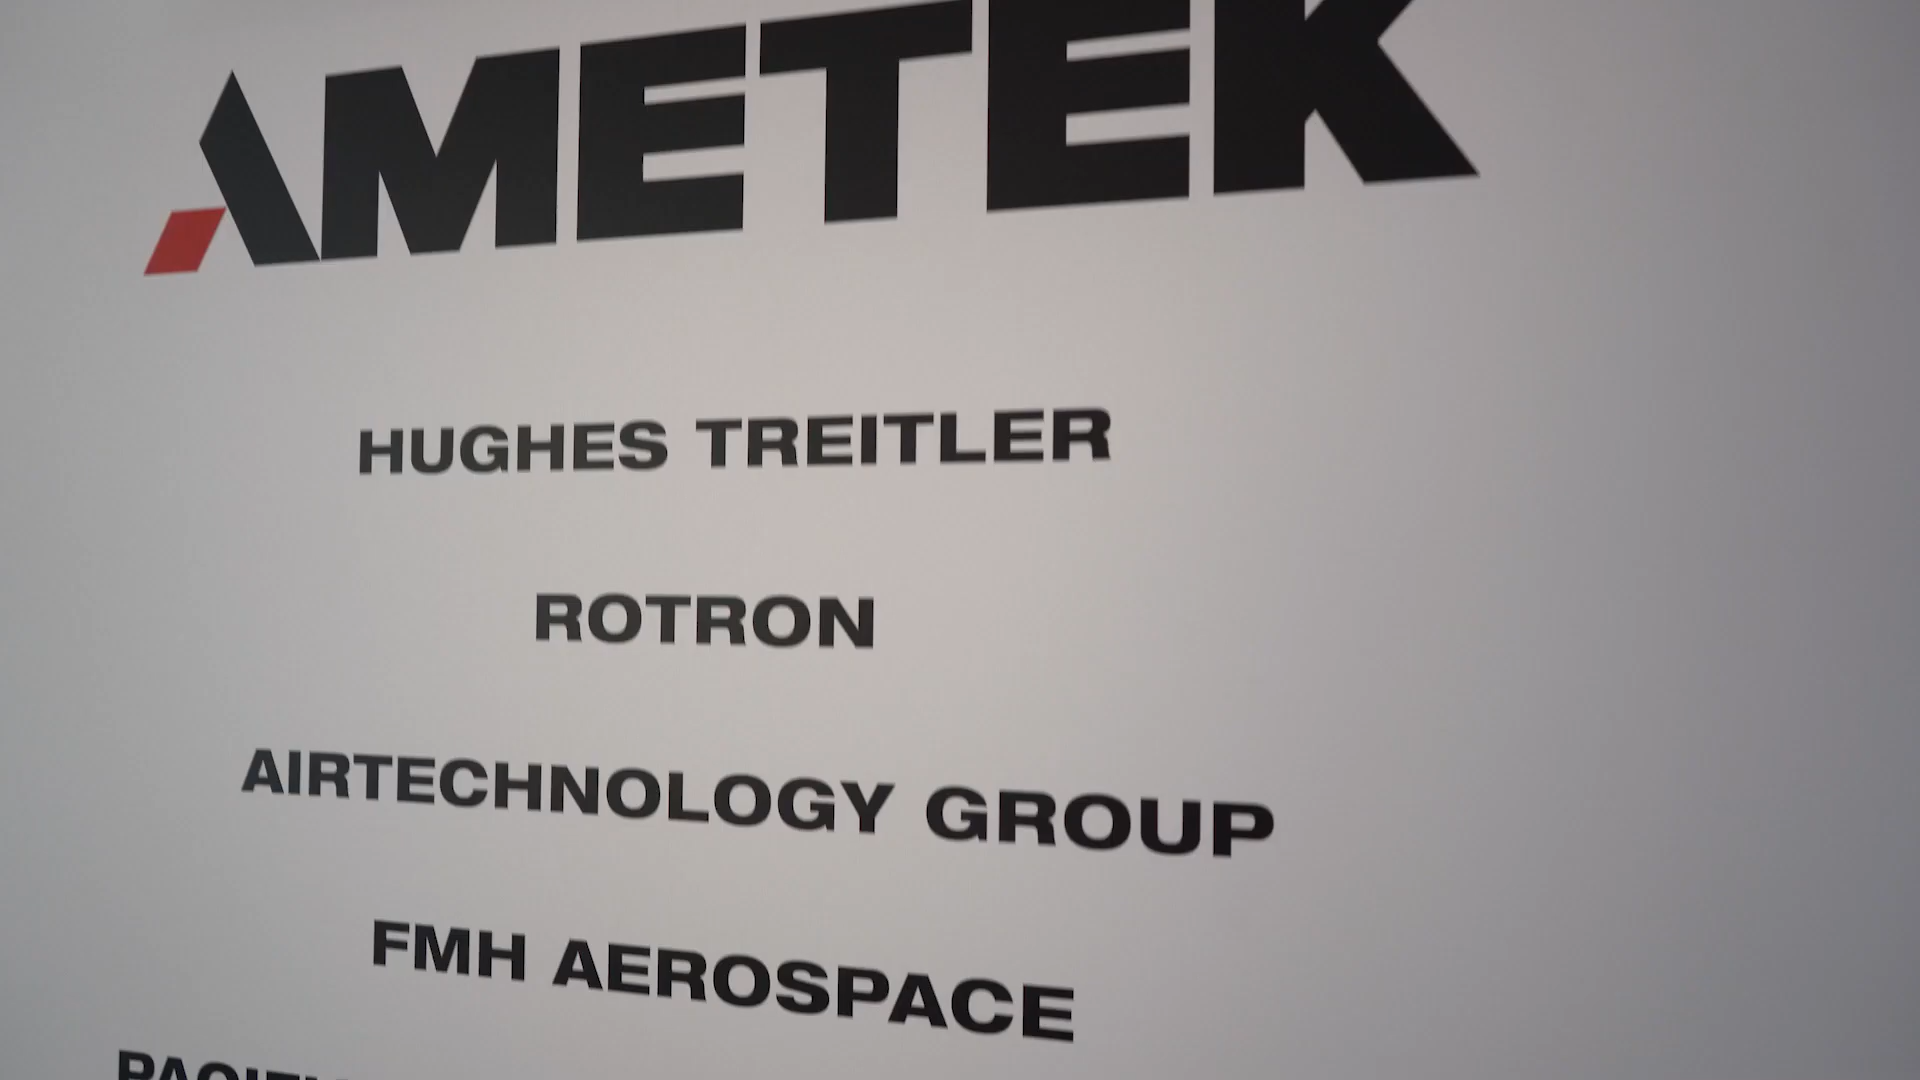 AMETEK
HUGHES TREITLER
ROTRON
AIRTECHNOLOGY GROUP
FMH AEROSPACE